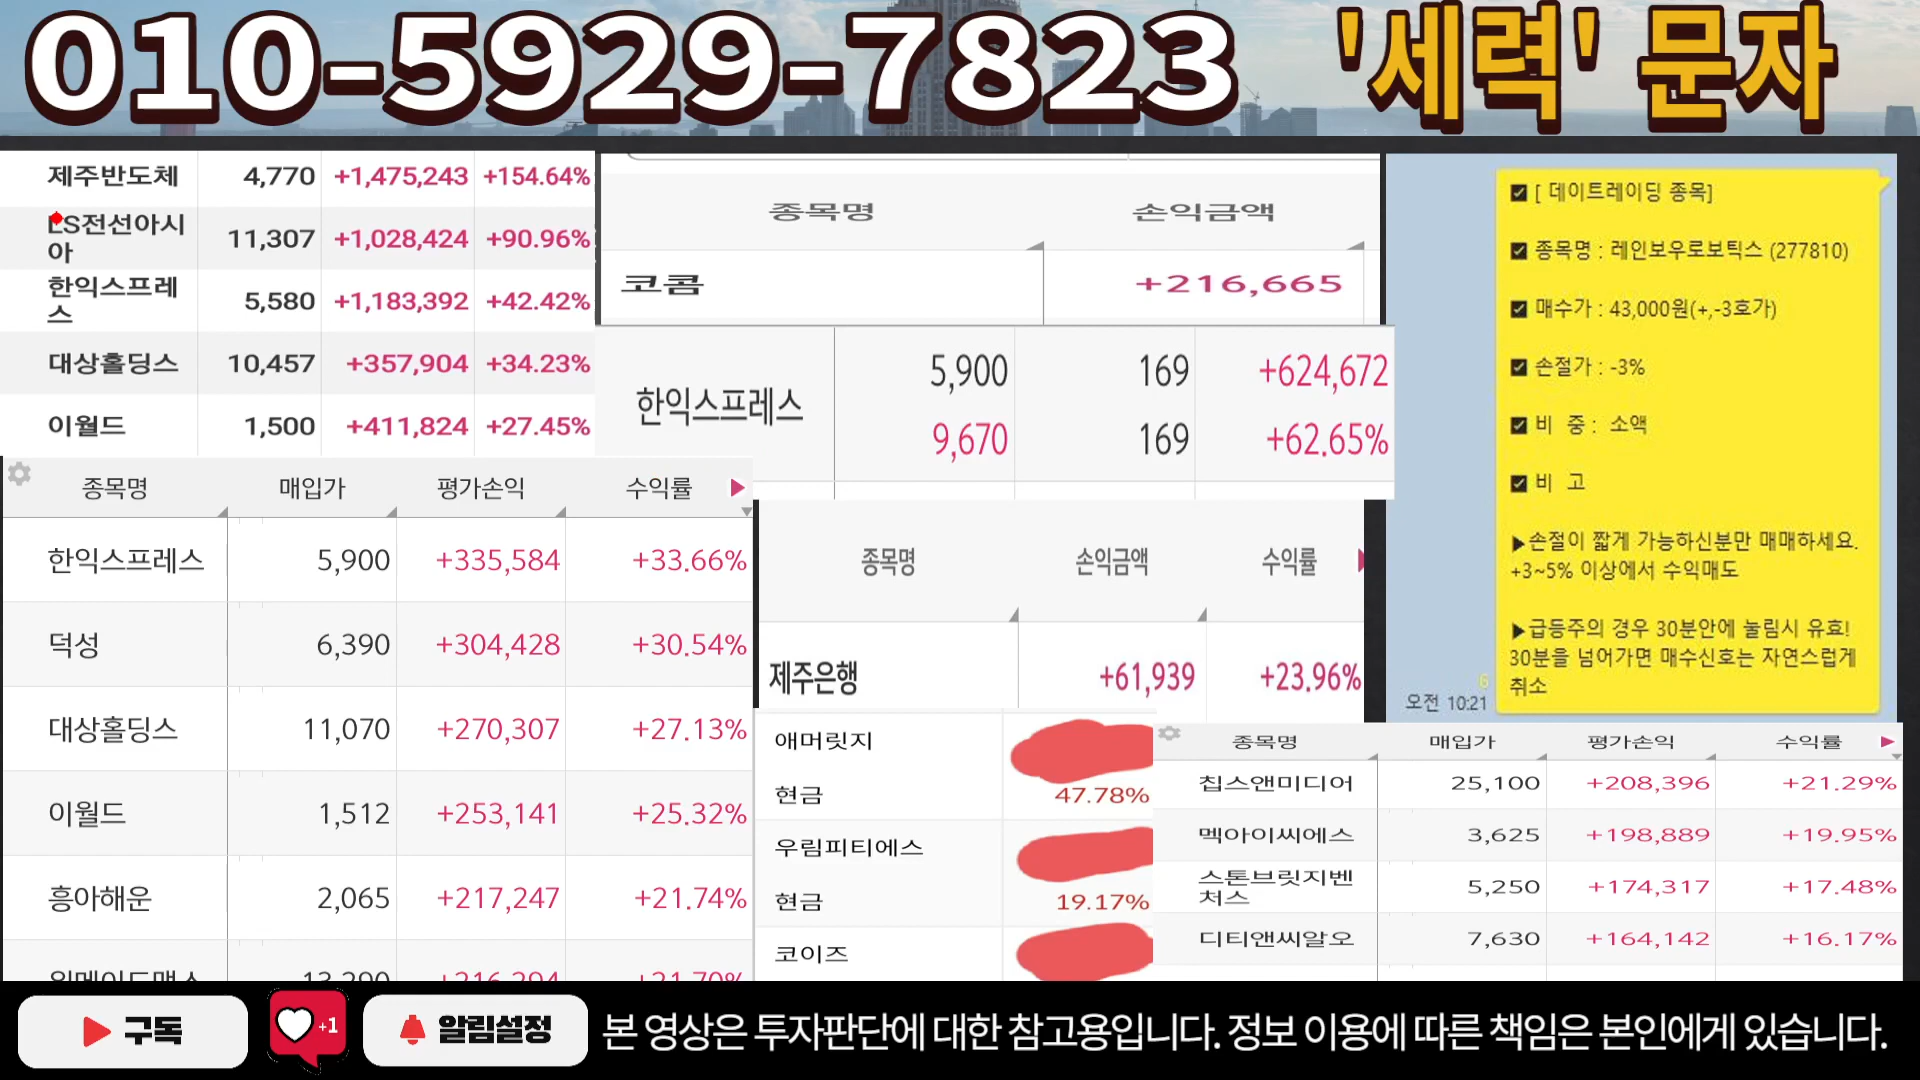 010-5929-7823 '세력' 문자
제주반도체 4,770 +1,475,243 +154.64%
LS전선아시아 11,307 +1,028,424 +90.96%
한익스프레스 5,580 +1,183,392 +42.42%
대상홀딩스 10,457 +357,904 +34.23%
이월드 1,500 +411,824 +27.45%
종목명 손익금액
코콤 +216,665
한익스프레스 5,900 169 +624,672
9,670 169 +62.65%
[ 데이트레이딩 종목]
종목명 : 레인보우로보틱스 (277810)
매수가 : 43,000원(+,-3호가)
손절가 : -3%
비 중 : 소액
비 고
▶손절이 짧게 가능하신분만 매매하세요.
+3~5% 이상에서 수익매도
▶급등주의 경우 30분안에 눌림시 유효!
30분을 넘어가면 매수신호는 자연스럽게
취소
6
오전 10:21
종목명 매입가 평가손익 수익률
한익스프레스 5,900 +335,584 +33.66%
덕성 6,390 +304,428 +30.54%
대상홀딩스 11,070 +270,307 +27.13%
이월드 1,512 +253,141 +25.32%
흥아해운 2,065 +217,247 +21.74%
위메이드맥스 13,290 +216,294 +21.70%
종목명 손익금액 수익률
제주은행 +61,939 +23.96%
애머릿지
현금 47.78%
우림피티에스
현금 19.17%
코이즈
종목명 매입가 평가손익 수익률
칩스앤미디어 25,100 +208,396 +21.29%
멕아이씨에스 3,625 +198,889 +19.95%
스톤브릿지벤처스 5,250 +174,317 +17.48%
디티앤씨알오 7,630 +164,142 +16.17%
구독 +1 알림설정 본 영상은 투자판단에 대한 참고용입니다. 정보 이용에 따른 책임은 본인에게 있습니다.